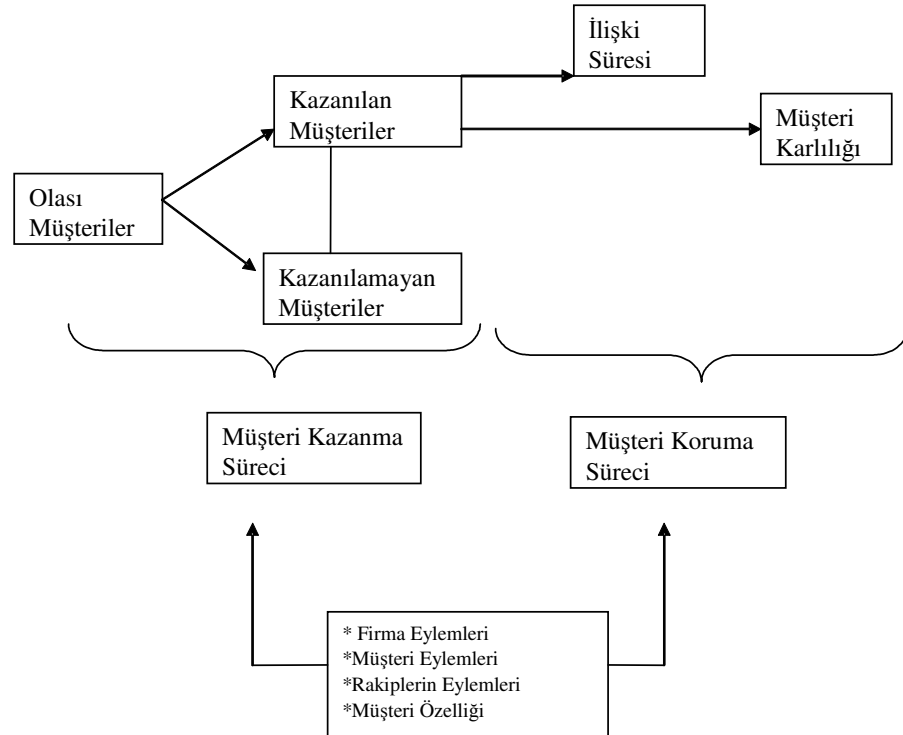 İlişki
Süresi
Kazanılan
Müşteriler
Müşteri
Karlılığı
Olası
Müşteriler
Kazanılamayan
Müşteriler
Müşteri Kazanma
Süreci
Müşteri Koruma
Süreci
* Firma Eylemleri
*Müşteri Eylemleri
*Rakiplerin Eylemleri
*Müşteri Özelliği